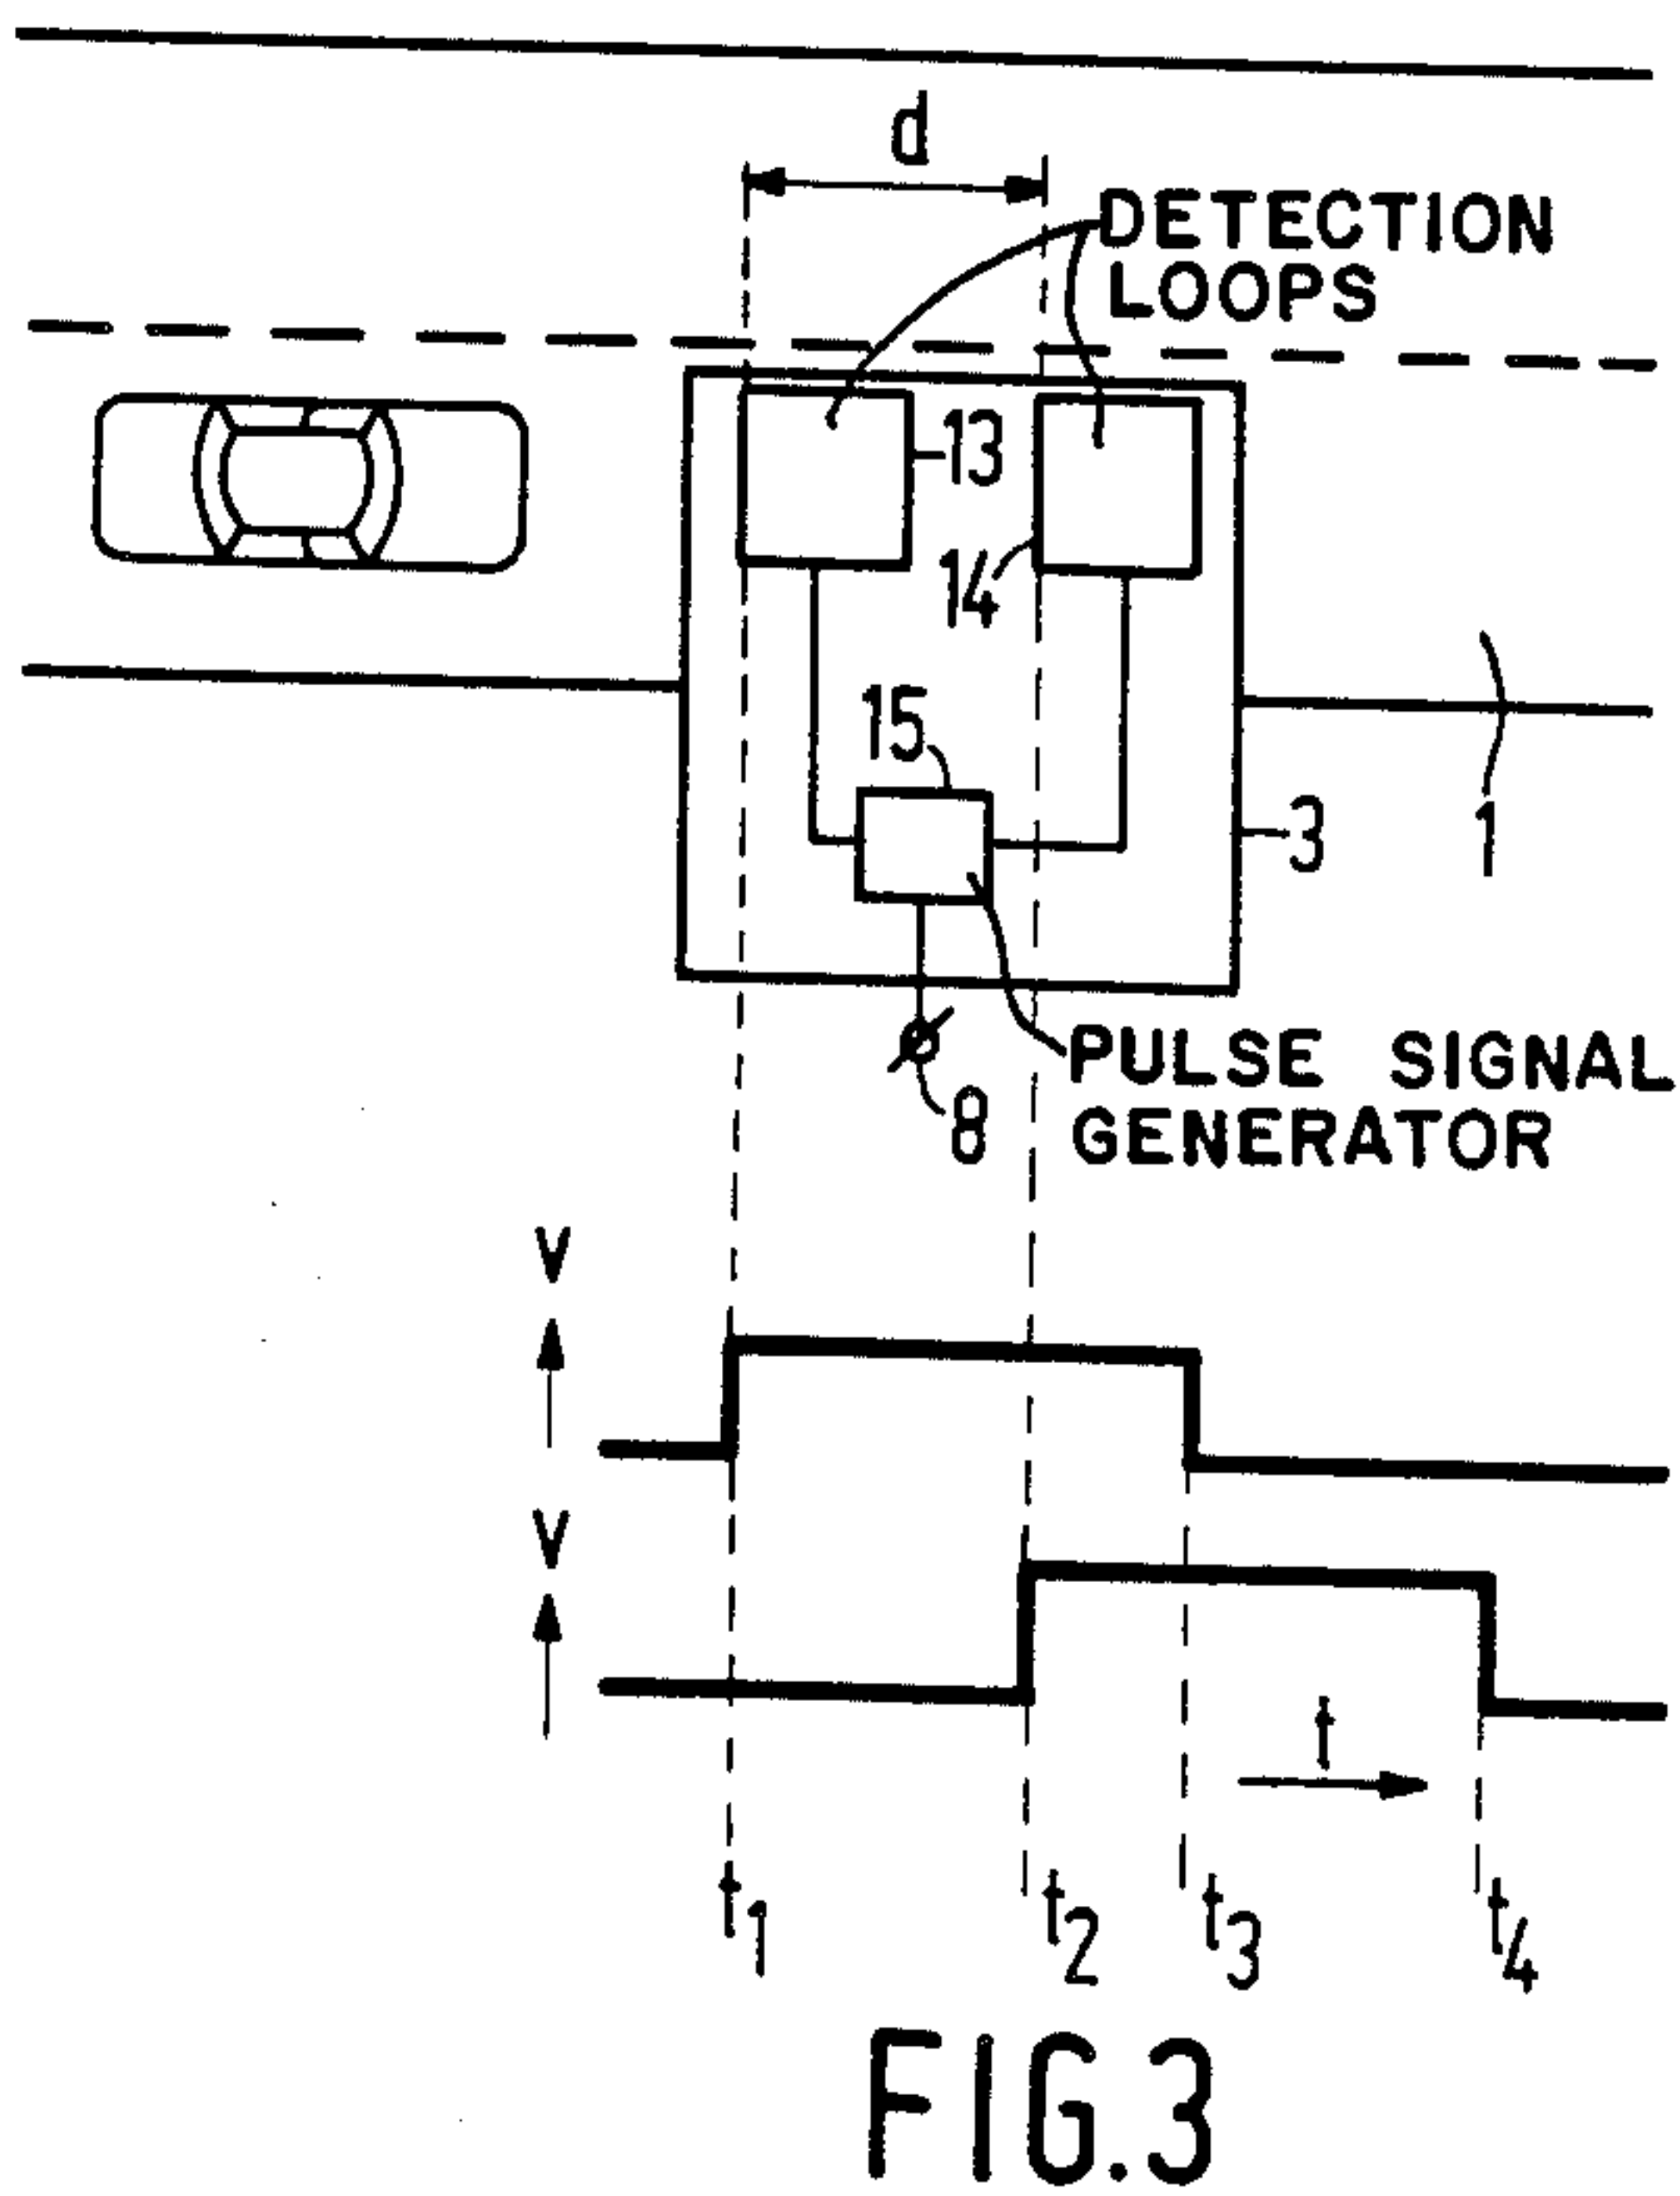 d
DETECTION
LOOPS
13
14
15
3
1
8
PULSE SIGNAL
GENERATOR
V
V
t
t1
t2
t3
t4
FIG.3